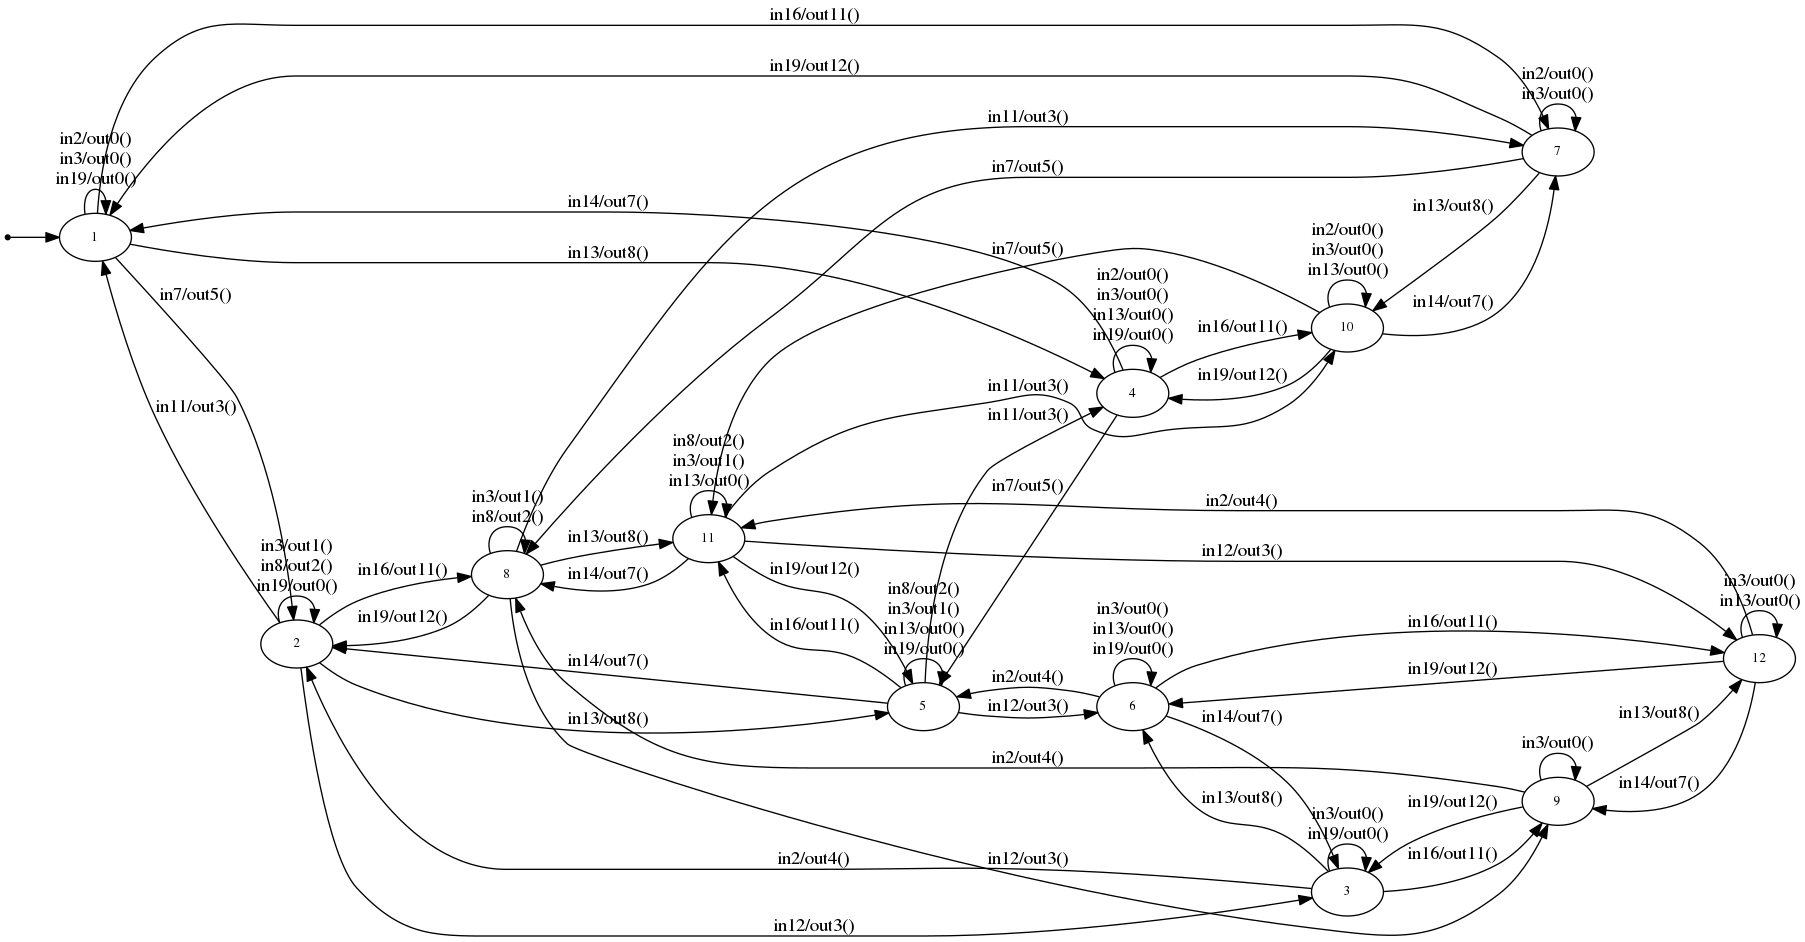 in16/out11()
in19/out12()
in2/out0()
in3/out0()
7
in11/out3()
in7/out5()
in2/out0()
in3/out0()
in19/out0()
1
in14/out7()
in13/out8()
in13/out8()
in2/out0()
in3/out0()
in13/out0()
10
in14/out7()
in7/out5()
in2/out0()
in3/out0()
in13/out0()
in19/out0()
4
in16/out11()
in19/out12()
in7/out5()
in11/out3()
in11/out3()
in11/out3()
in8/out2()
in3/out1()
in13/out0()
11
in7/out5()
in2/out4()
in12/out3()
in3/out1()
in8/out2()
8
in13/out8()
in14/out7()
in3/out1()
in8/out2()
in19/out0()
2
in16/out11()
in19/out12()
in19/out12()
in16/out11()
in8/out2()
in3/out1()
in13/out0()
in19/out0()
5
in14/out7()
in13/out8()
in2/out4()
in12/out3()
in3/out0()
in13/out0()
in19/out0()
6
in16/out11()
in19/out12()
in3/out0()
in13/out0()
12
in14/out7()
in13/out8()
in2/out4()
in13/out8()
in14/out7()
in3/out0()
9
in19/out12()
in16/out11()
in3/out0()
in19/out0()
3
in2/out4()
in12/out3()
in12/out3()